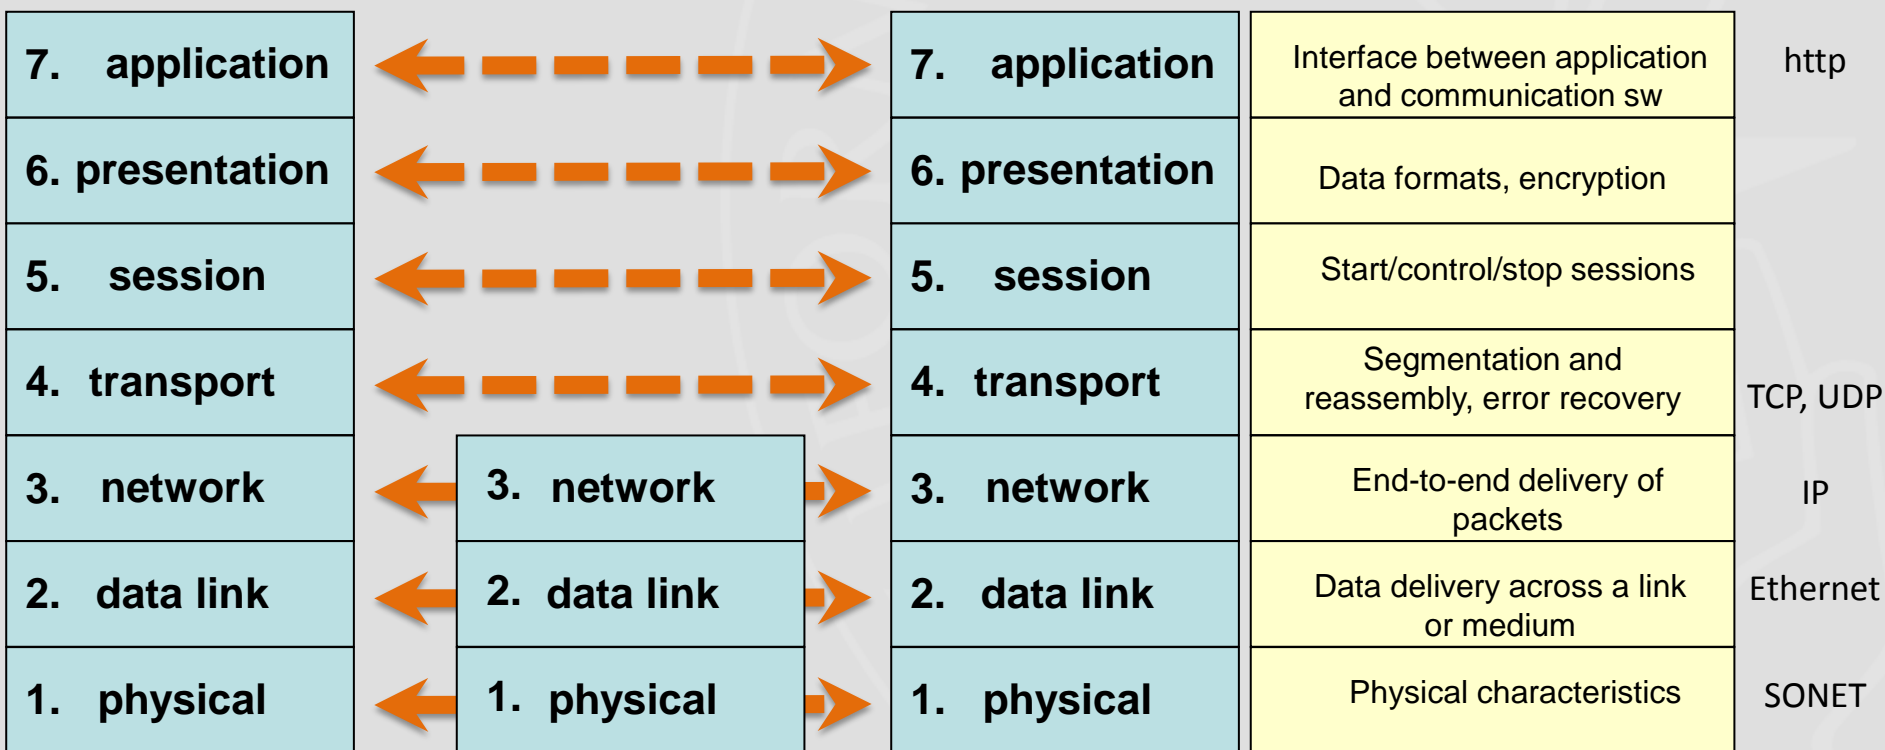 7. application
7. application
Interface between application
and communication sw
http
6. presentation
6. presentation
Data formats, encryption
5. session
5. session
Start/control/stop sessions
4. transport
4. transport
Segmentation and
reassembly, error recovery
TCP, UDP
3. network
3. network
3. network
End-to-end delivery of
packets
IP
2. data link
2. data link
2. data link
Data delivery across a link
or medium
Ethernet
1. physical
1. physical
1. physical
Physical characteristics
SONET